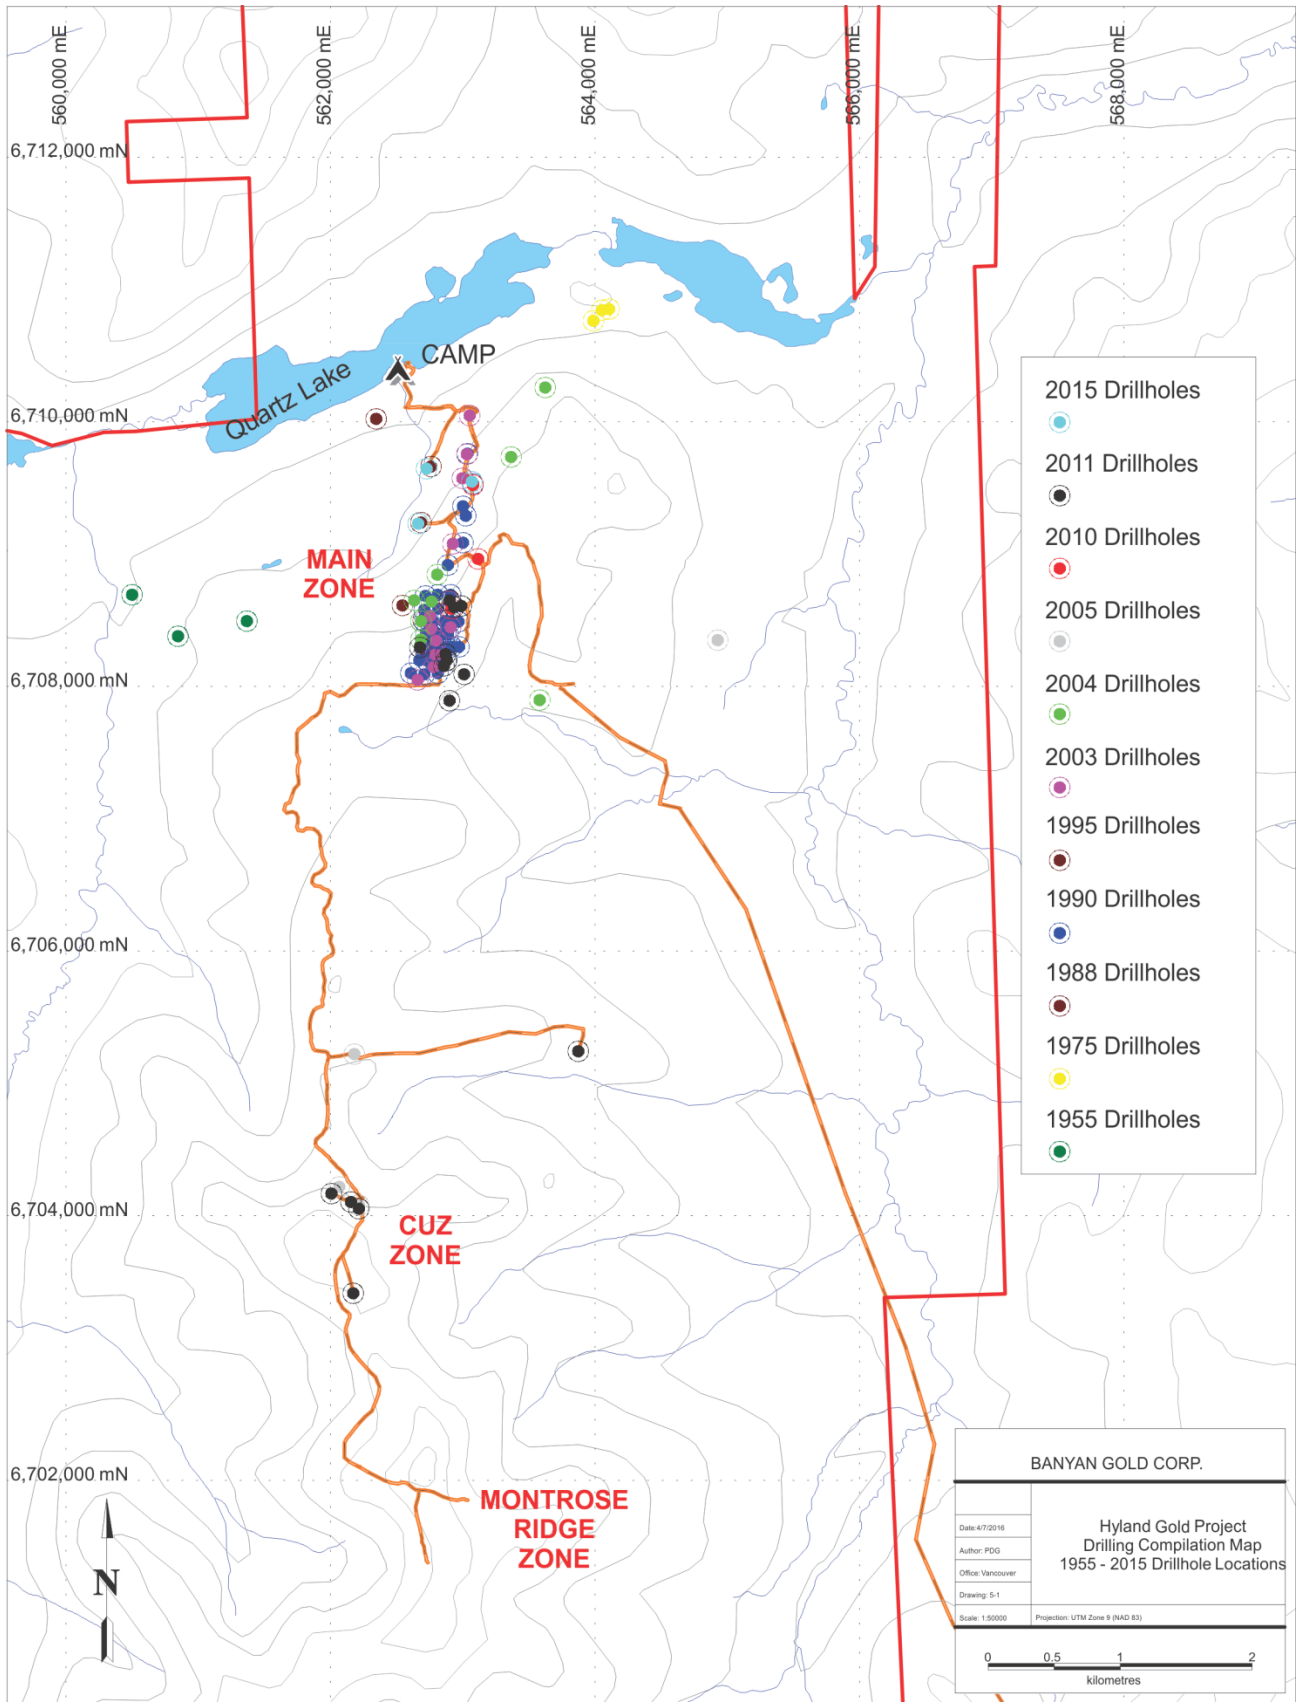 560,000 mE
562,000 mE
564,000 mE
566,000 mE
568,000 mE
6,712,000 mN
6,710,000 mN
6,708,000 mN
6,706,000 mN
6,704,000 mN
6,702,000 mN
CAMP
Quartz Lake
MAIN
ZONE
CUZ
ZONE
MONTROSE
RIDGE
ZONE
N
2015 Drillholes
2011 Drillholes
2010 Drillholes
2005 Drillholes
2004 Drillholes
2003 Drillholes
1995 Drillholes
1990 Drillholes
1988 Drillholes
1975 Drillholes
1955 Drillholes
BANYAN GOLD CORP.
Date:4/7/2016
Author: PDG
Office: Vancouver
Drawing: 5-1
Scale: 1:50000
Hyland Gold Project
Drilling Compilation Map
1955 - 2015 Drillhole Locations
Projection: UTM Zone 9 (NAD 83)
0 0.5 1 2
kilometres